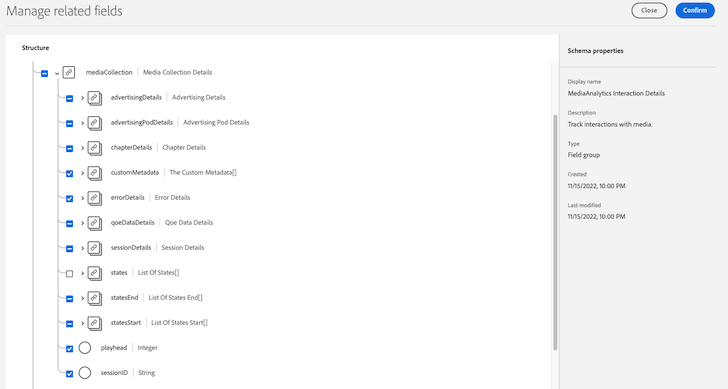 Manage related fields
Close
Confirm
Structure
mediaCollection Media Collection Details
advertisingDetails Advertising Details
advertisingPodDetails Advertising Pod Details
chapterDetails Chapter Details
customMetadata The Custom Metadata[]
errorDetails Error Details
qoeDataDetails Qoe Data Details
sessionDetails Session Details
states List Of States[]
statesEnd List Of States End[]
statesStart List Of States Start[]
playhead Integer
sessionID String
Schema properties
Display name
MediaAnalytics Interaction Details
Description
Track interactions with media.
Type
Field group
Created
11/15/2022, 10:00 PM
Last modified
11/15/2022, 10:00 PM